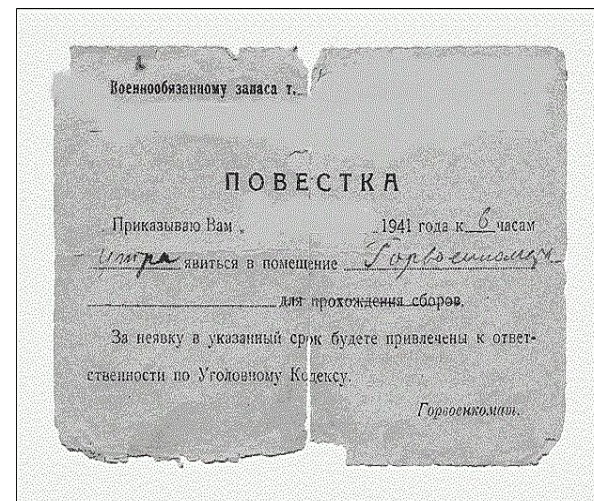 Военнообязанному запаса т.
ПОВЕСТКА
Приказываю Вам 1941 года к 6 часам
утра явиться в помещение
для прохождения сборов.
За неявку в указанный срок будете привлечены к ответ-
ственности по Уголовному Кодексу.
Горвоенкомат.